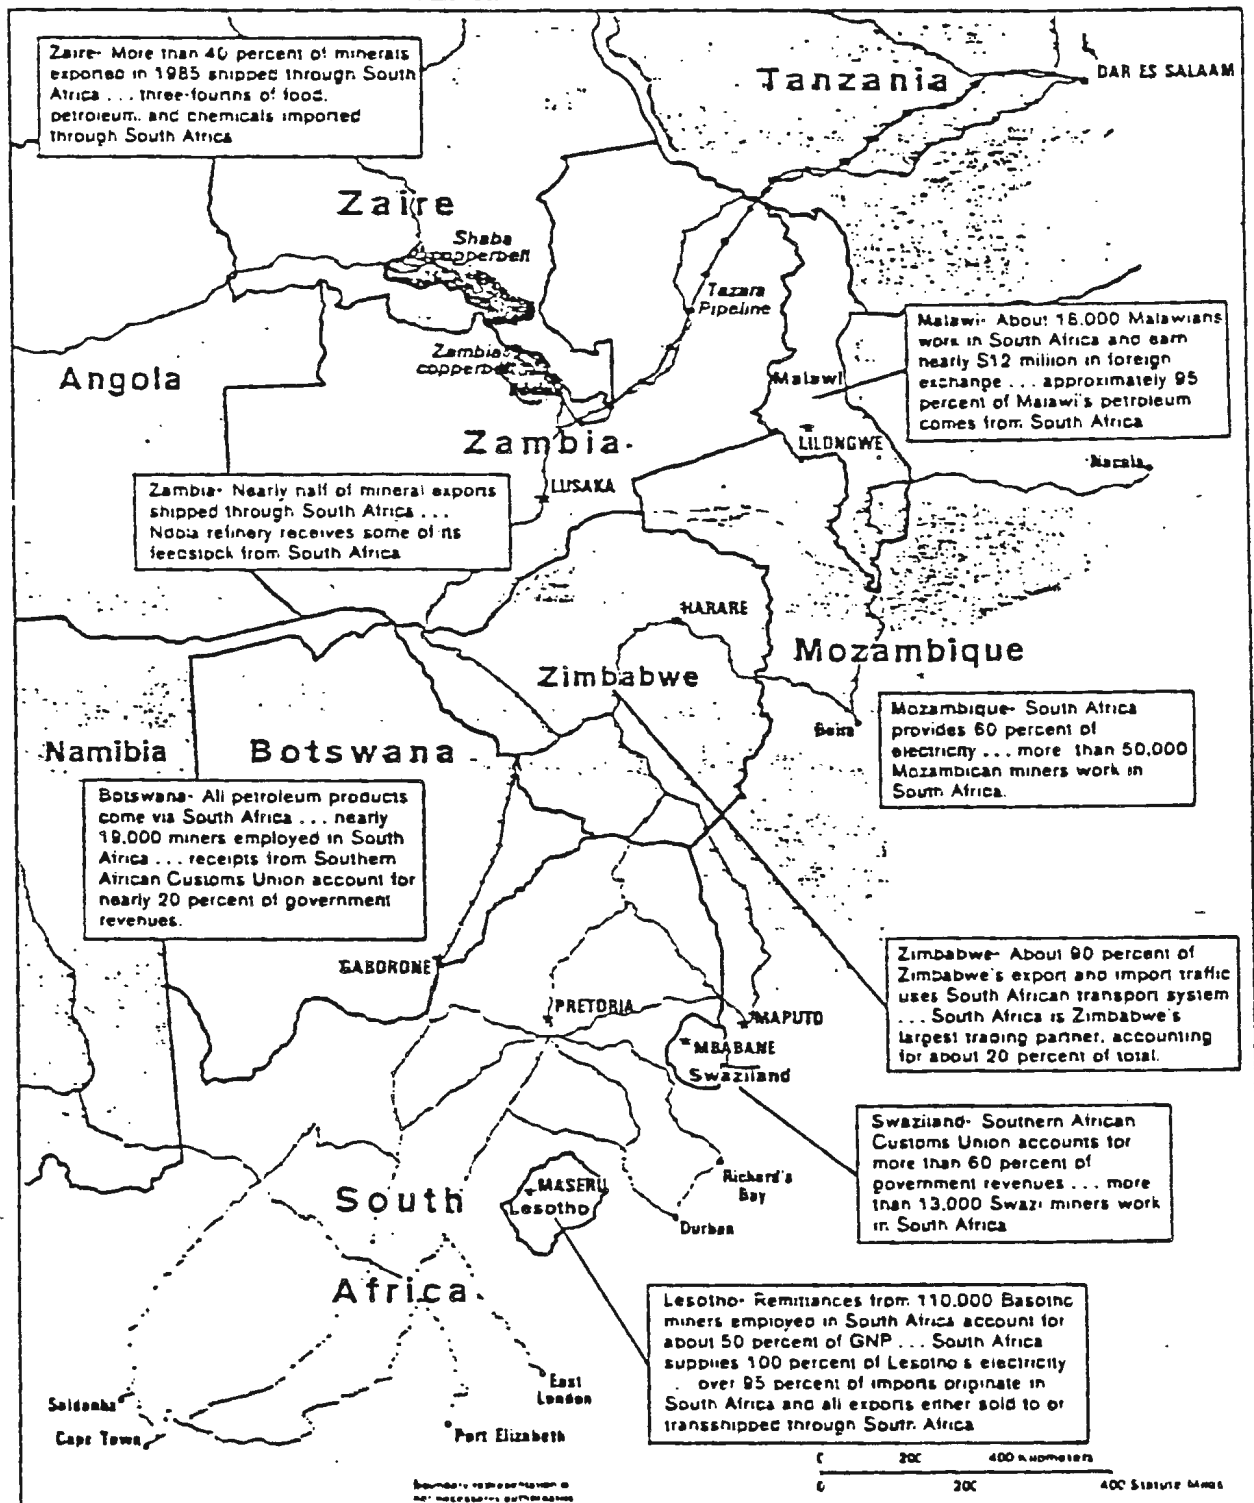 Zaire- More than 40 percent of minerals
exported in 1985 shipped through South
Africa ... three-fourths of food,
petroleum, and chemicals imported
through South Africa
Tanzania
DAR ES SALAAM
Zaire
Shaba
copperbelt
Tazara
Pipeline
Malawi- About 18,000 Malawians
work in South Africa and earn
nearly $12 million in foreign
exchange ... approximately 95
percent of Malawi's petroleum
comes from South Africa
Angola
Zambia
copperbelt
Malawi
Zambia
LILONGWE
Nacala
LUSAKA
Zambia- Nearly half of mineral exports
shipped through South Africa ...
Ndola refinery receives some of its
feedstock from South Africa
HARARE
Mozambique
Zimbabwe
Beira
Mozambique- South Africa
provides 60 percent of
electricity ... more than 50,000
Mozambican miners work in
South Africa.
Namibia
Botswana
Botswana- All petroleum products
come via South Africa ... nearly
19,000 miners employed in South
Africa ... receipts from Southern
African Customs Union account for
nearly 20 percent of government
revenues.
GABORONE
PRETORIA
MAPUTO
MBABANE
Swaziland
Zimbabwe- About 90 percent of
Zimbabwe's export and import traffic
uses South African transport system
... South Africa is Zimbabwe's
largest trading partner, accounting
for about 20 percent of total.
Swaziland- Southern African
Customs Union accounts for
more than 60 percent of
government revenues ... more
than 13,000 Swazi miners work
in South Africa
Richard's
Bay
MASERU
Lesotho
South
Durban
Africa
Lesotho- Remittances from 110,000 Basotho
miners employed in South Africa account for
about 50 percent of GNP ... South Africa
supplies 100 percent of Lesotho's electricity
... over 95 percent of imports originate in
South Africa and all exports either sold to or
transshipped through South Africa
East
London
Saldanha
Cape Town
Port Elizabeth
0 200 400 Kilometers
0 200 400 Statute Miles
Boundary representation is
not necessarily authoritative